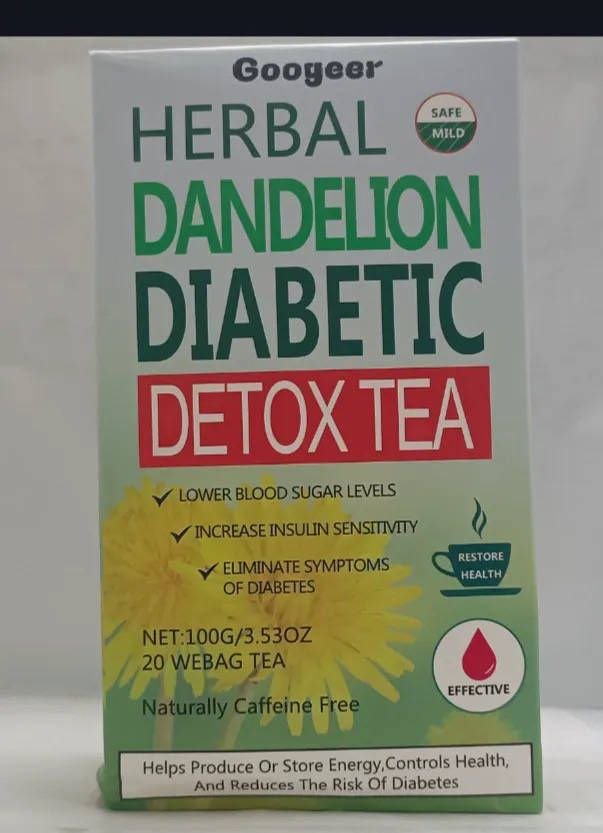 Googeer
HERBAL
SAFE
MILD
DANDELION
DIABETIC
DETOX TEA
LOWER BLOOD SUGAR LEVELS
INCREASE INSULIN SENSITIVITY
ELIMINATE SYMPTOMS
OF DIABETES
RESTORE
HEALTH
NET:100G/3.53OZ
20 WEBAG TEA
EFFECTIVE
Naturally Caffeine Free
Helps Produce Or Store Energy,Controls Health,
And Reduces The Risk Of Diabetes